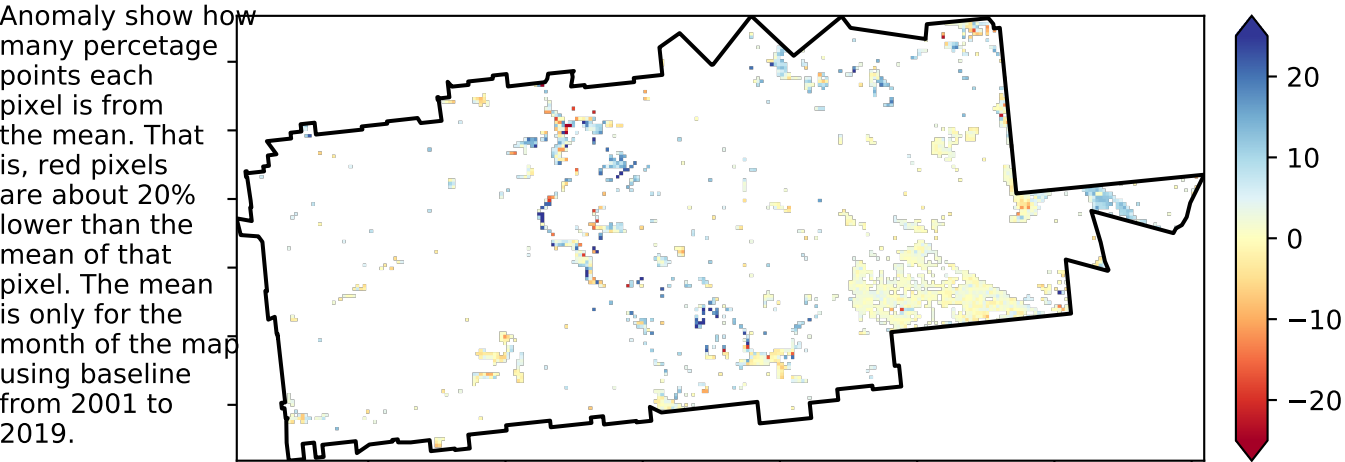 Anomaly show how
many percetage
points each
pixel is from
the mean. That
is, red pixels
are about 20%
lower than the
mean of that
pixel. The mean
is only for the
month of the map
using baseline
from 2001 to
2019.
20
10
0
−10
−20